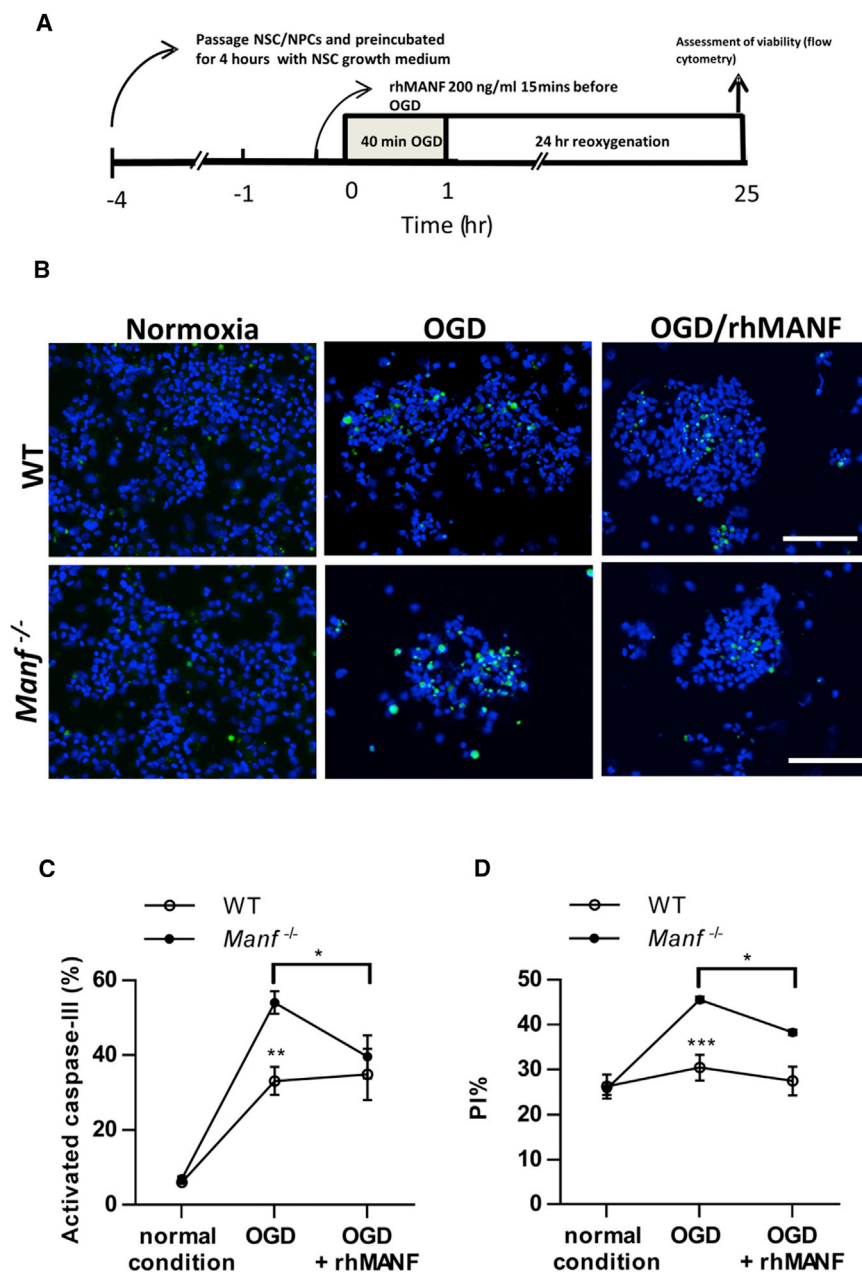 A
Passage NSC/NPCs and preincubated
for 4 hours with NSC growth medium
Assessment of viability (flow
cytometry)
rhMANF 200 ng/ml 15mins before
OGD
40 min OGD
24 hr reoxygenation
-4
-1
0
1
25
Time (hr)
B
Normoxia
OGD
OGD/rhMANF
WT
Manf -/-
C
WT
Manf -/-
*
**
Activated caspase-III (%)
60
40
20
0
normal
condition
OGD
OGD
+ rhMANF
D
WT
Manf -/-
*
***
PI%
50
40
30
20
10
0
normal
condition
OGD
OGD
+ rhMANF